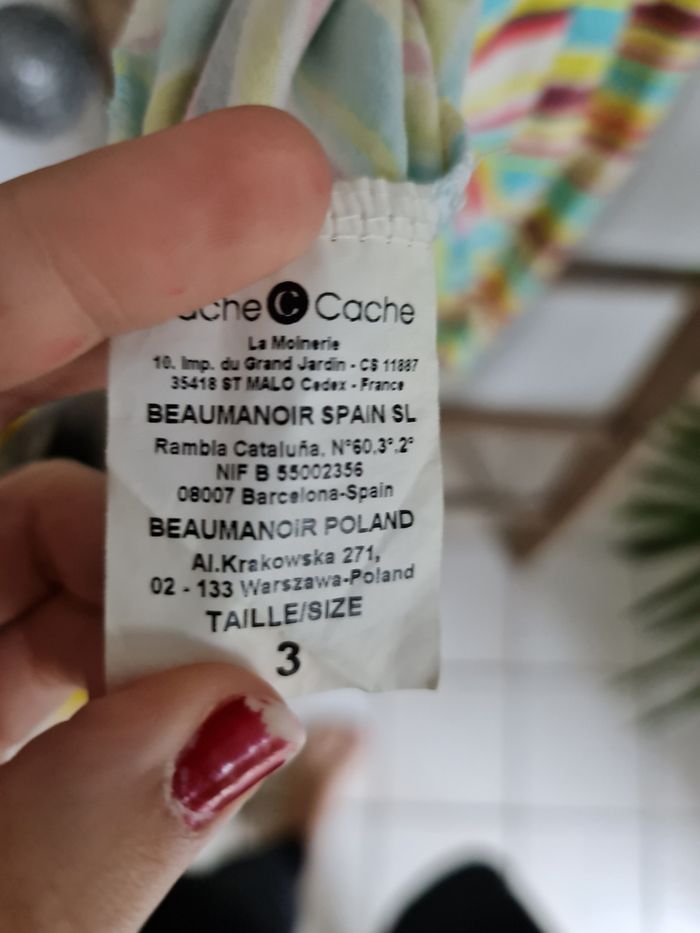 Cache
La Moinerie
10. Imp. du Grand Jardin - CS 11887
35418 ST MALO Cedex - France
BEAUMANOIR SPAIN SL
Rambla Cataluña, N°60,3°,2°
NIF B 55002356
08007 Barcelona-Spain
BEAUMANOIR POLAND
Al.Krakowska 271,
02 - 133 Warszawa-Poland
TAILLE/SIZE
3